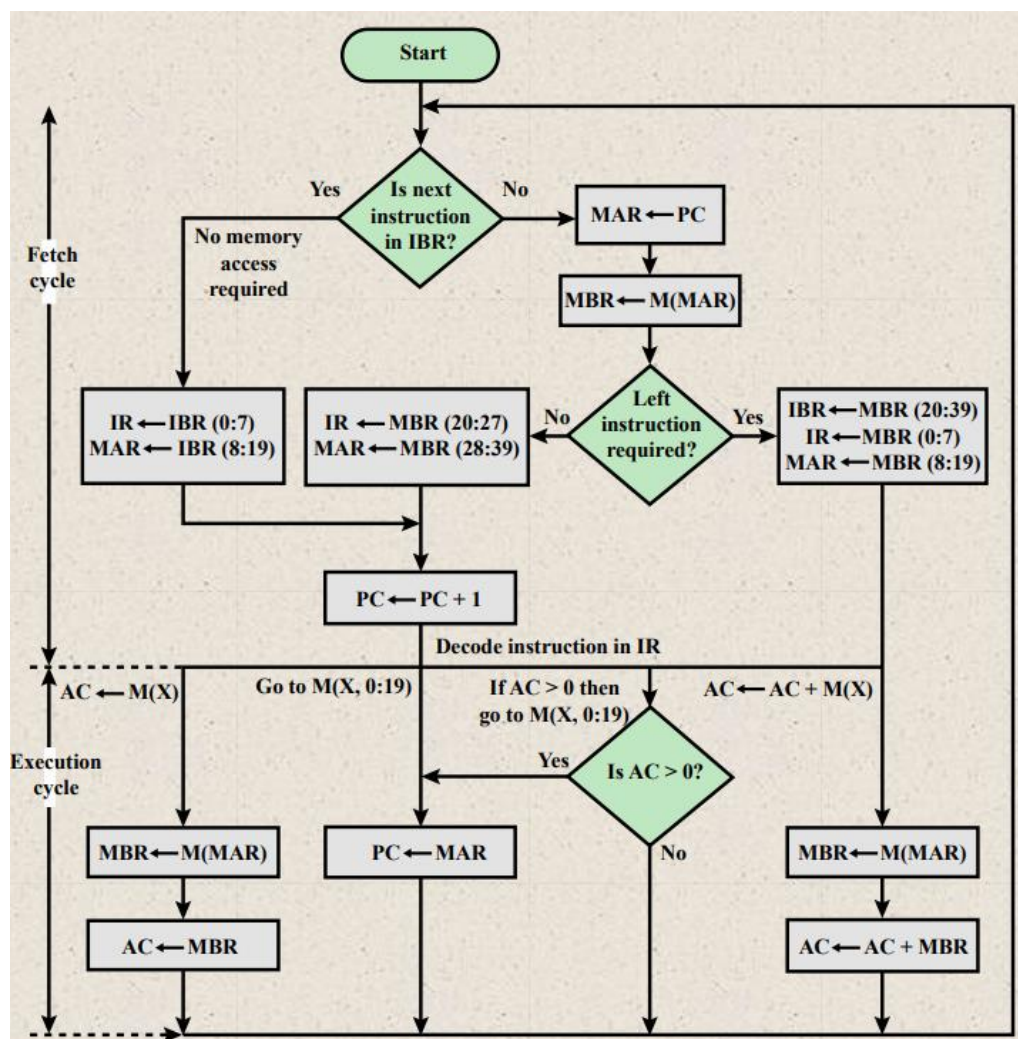 Start
Yes
Is next
instruction
in IBR?
No
MAR ← PC
No memory
access
required
Fetch
cycle
MBR ← M(MAR)
IR ← IBR (0:7)
MAR ← IBR (8:19)
IR ← MBR (20:27)
MAR ← MBR (28:39)
No
Left
instruction
required?
Yes
IBR ← MBR (20:39)
IR ← MBR (0:7)
MAR ← MBR (8:19)
PC ← PC + 1
Decode instruction in IR
AC ← M(X)
Go to M(X, 0:19)
If AC > 0 then
go to M(X, 0:19)
AC ← AC + M(X)
Execution
cycle
Yes
Is AC > 0?
No
MBR ← M(MAR)
PC ← MAR
MBR ← M(MAR)
AC ← MBR
AC ← AC + MBR